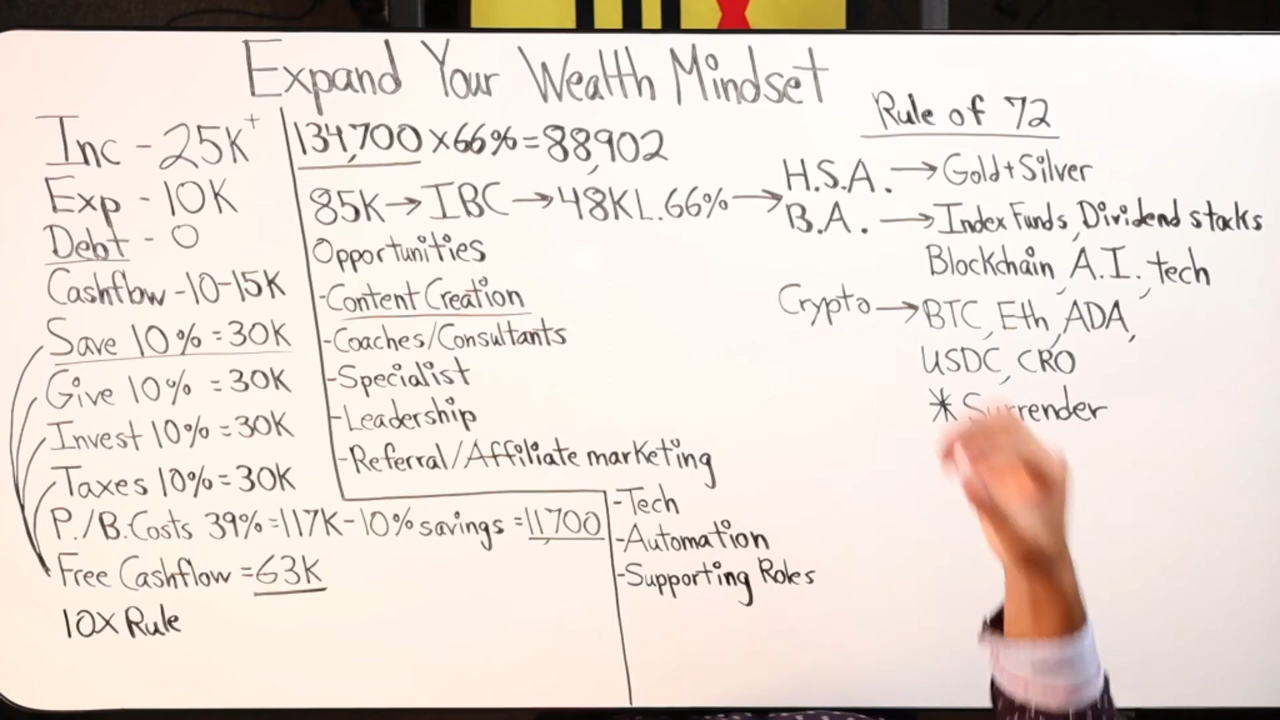 Expand Your Wealth Mindset
Inc - 25K+
Exp - 10K
Debt - 0
Cashflow - 10-15K
Save 10% = 30K
Give 10% = 30K
Invest 10% = 30K
Taxes 10% = 30K
P./B. Costs 39% = 117K - 10% savings = 11,700
Free Cashflow = 63K
10X Rule
134,700 x 66% = 88,902
85K → IBC → 48K L. 66% →
Opportunities
-Content Creation
-Coaches/Consultants
-Specialist
-Leadership
-Referral/Affiliate marketing
-Tech
-Automation
-Supporting Roles
Rule of 72
H.S.A. → Gold + Silver
B.A. → Index Funds, Dividend stocks
Blockchain, A.I., tech
Crypto → BTC, Eth, ADA,
USDC, CRO
* Surrender